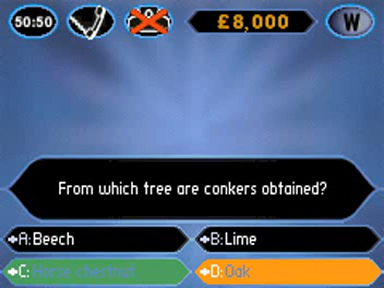 50:50
£8,000
W
From which tree are conkers obtained?
A:Beech
B:Lime
C:Horse chestnut
D:Oak